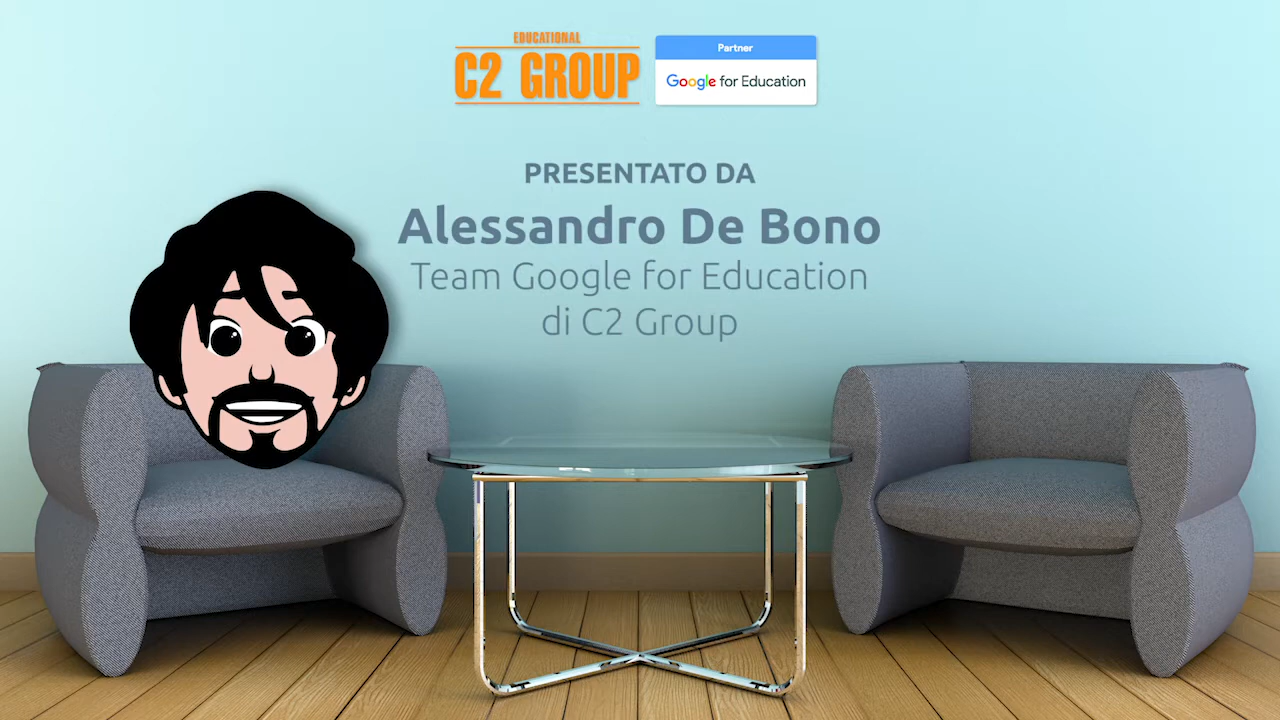 EDUCATIONAL
C2 GROUP
Partner
Google for Education
PRESENTATO DA
Alessandro De Bono
Team Google for Education
di C2 Group